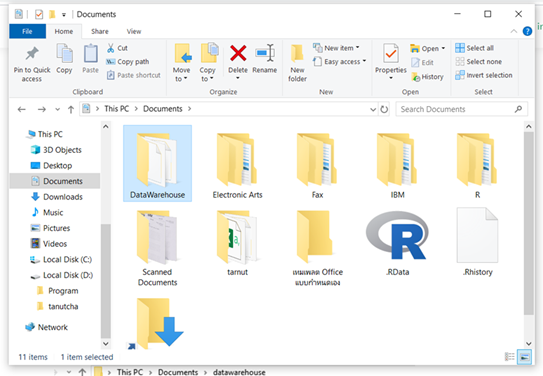 Documents
File Home Share View
Pin to Quick access
Copy
Paste
Cut
Copy path
Paste shortcut
Clipboard
Move to
Copy to
Delete
Rename
Organize
New folder
New item
Easy access
New
Properties
Open
Edit
History
Open
Select all
Select none
Invert selection
Select
This PC > Documents >
Search Documents
This PC
3D Objects
Desktop
Documents
Downloads
Music
Pictures
Videos
Local Disk (C:)
Local Disk (D:)
Program
tanutcha
Network
DataWarehouse
Electronic Arts
Fax
IBM
R
Scanned Documents
tarnut
เทมเพลต Office
แบบกำหนดเอง
.RData
.Rhistory
11 items 1 item selected
This PC > Documents > datawarehouse